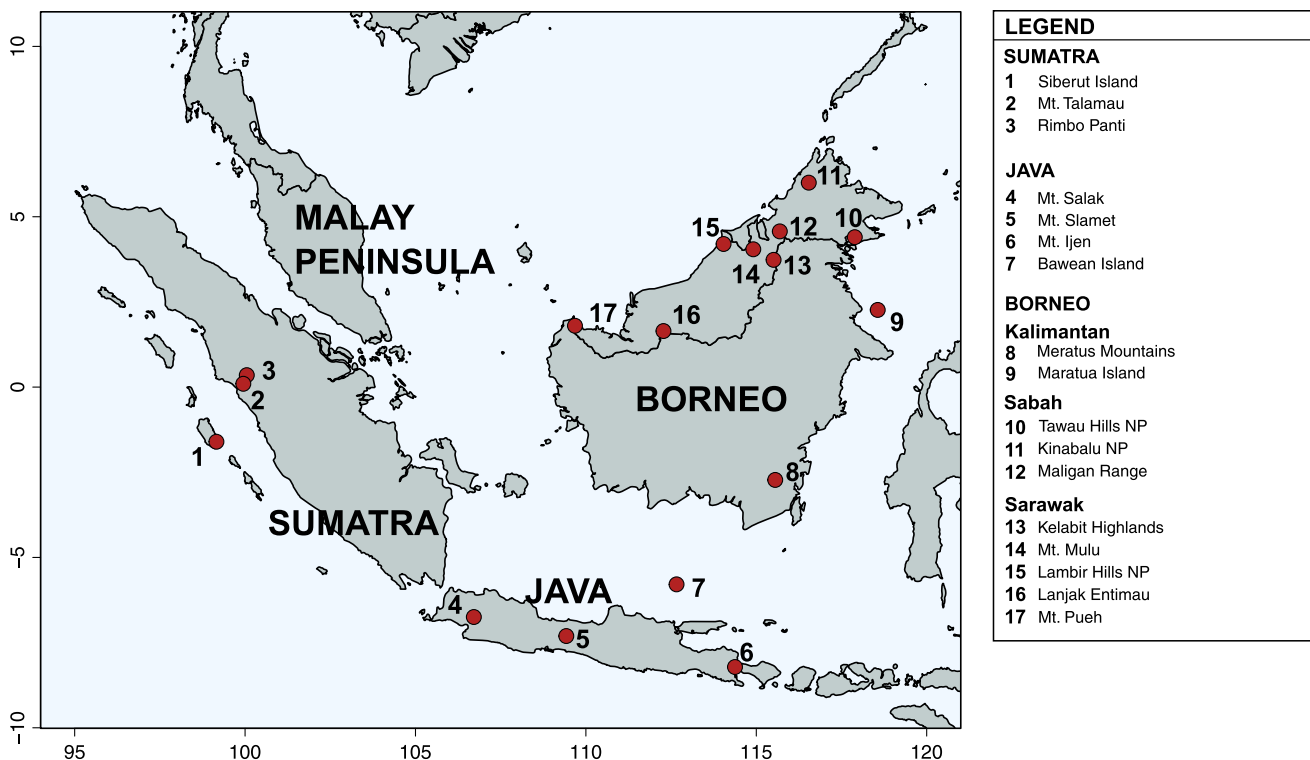 10
5
0
−5
−10
95
100
105
110
115
120
MALAY
PENINSULA
SUMATRA
BORNEO
JAVA
11
10
12
15
14
13
9
17
16
3
2
1
8
7
4
5
6
LEGEND
SUMATRA
1 Siberut Island
2 Mt. Talamau
3 Rimbo Panti
JAVA
4 Mt. Salak
5 Mt. Slamet
6 Mt. Ijen
7 Bawean Island
BORNEO
Kalimantan
8 Meratus Mountains
9 Maratua Island
Sabah
10 Tawau Hills NP
11 Kinabalu NP
12 Maligan Range
Sarawak
13 Kelabit Highlands
14 Mt. Mulu
15 Lambir Hills NP
16 Lanjak Entimau
17 Mt. Pueh